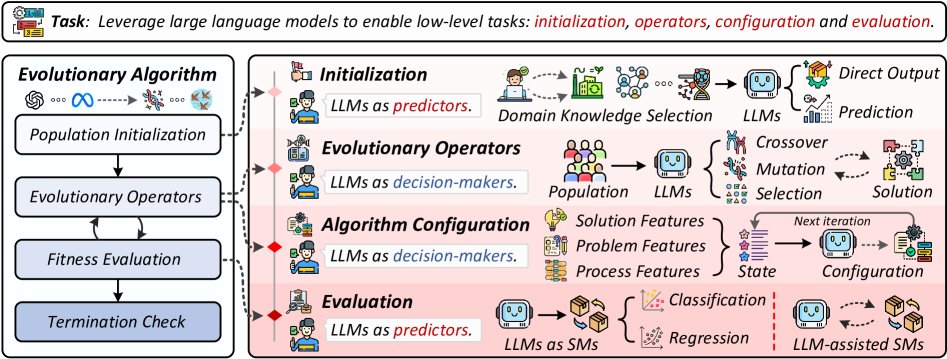 Task: Leverage large language models to enable low-level tasks: initialization, operators, configuration and evaluation.
Evolutionary Algorithm
Population Initialization
Evolutionary Operators
Fitness Evaluation
Termination Check
Initialization
LLMs as predictors.
Domain Knowledge Selection
LLMs
Direct Output
Prediction
Evolutionary Operators
LLMs as decision-makers.
Population
LLMs
Crossover
Mutation
Selection
Solution
Algorithm Configuration
LLMs as decision-makers.
Solution Features
Problem Features
Process Features
State
Next iteration
Configuration
Evaluation
LLMs as predictors.
LLMs as SMs
Classification
Regression
LLM-assisted SMs